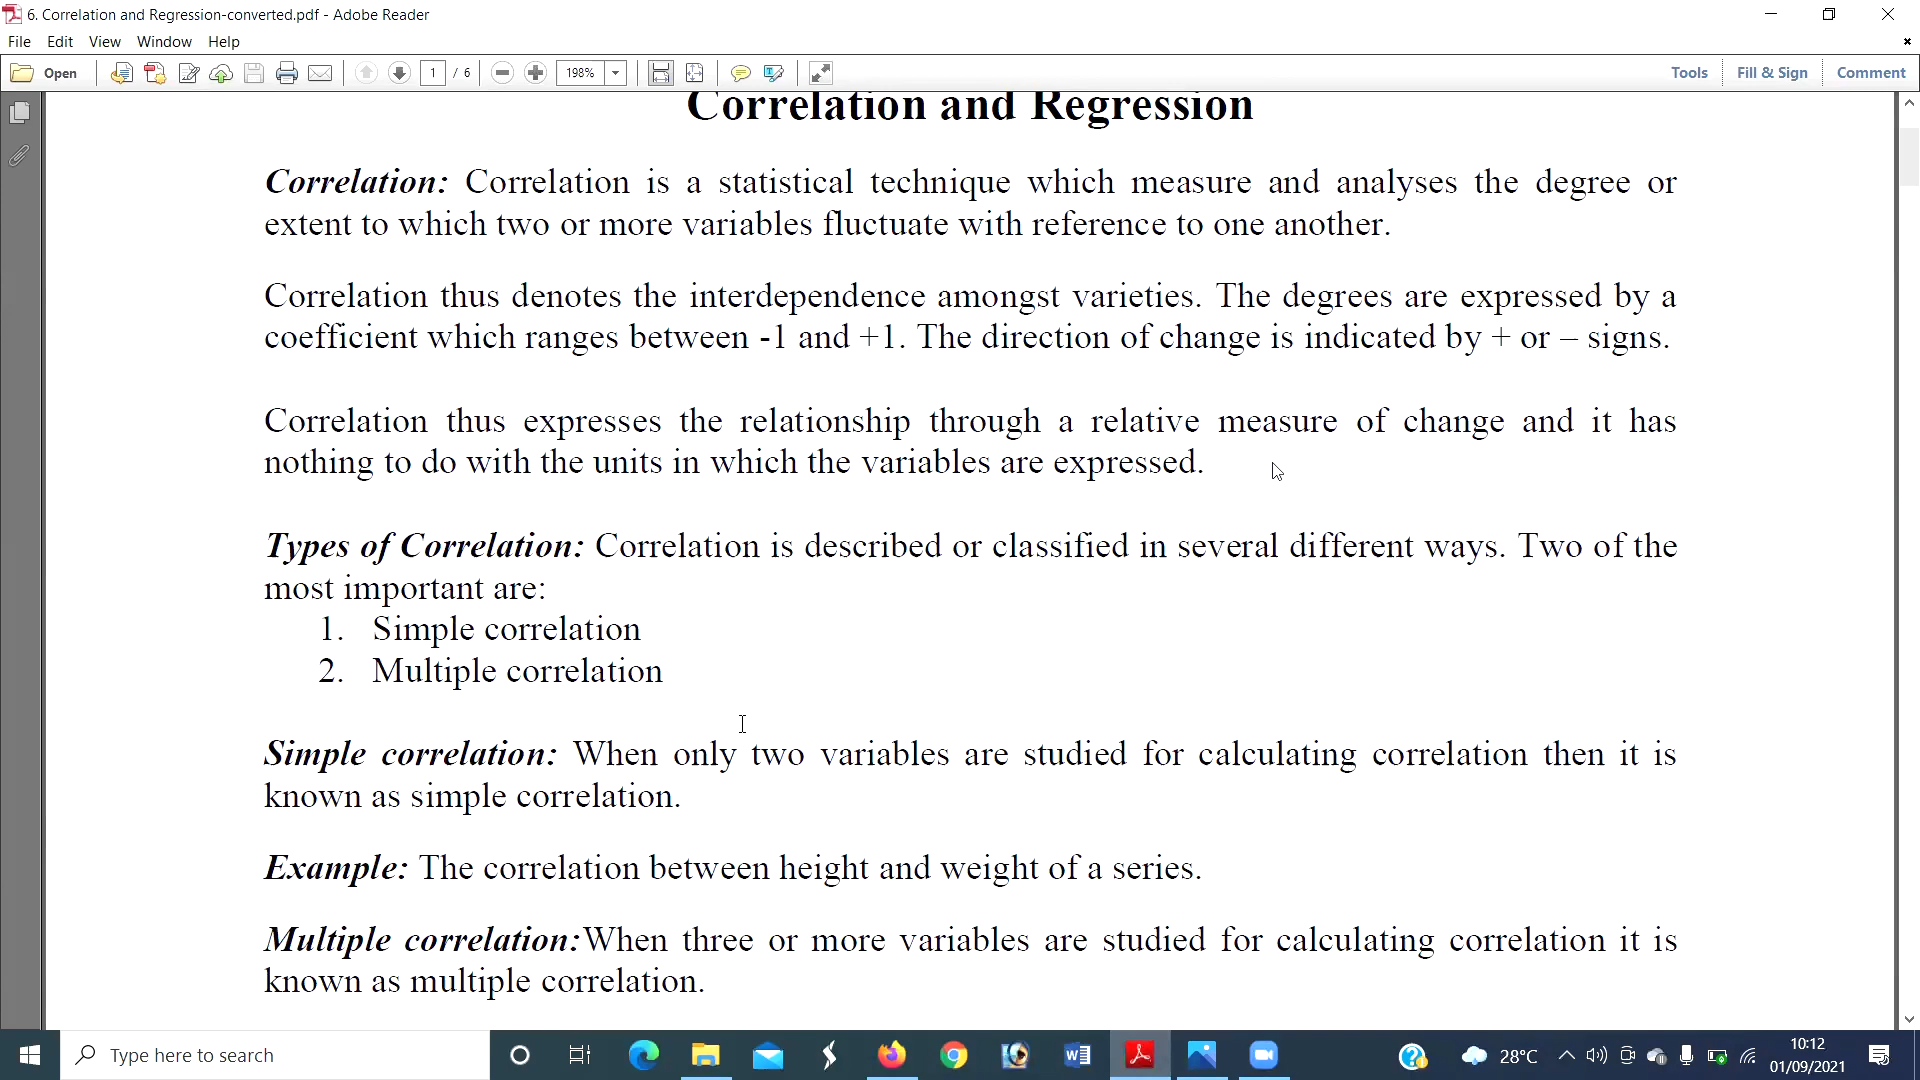 6. Correlation and Regression-converted.pdf - Adobe Reader
File Edit View Window Help
Open 1 / 6 198% Tools Fill & Sign Comment
Correlation and Regression
Correlation: Correlation is a statistical technique which measure and analyses the degree or
extent to which two or more variables fluctuate with reference to one another.
Correlation thus denotes the interdependence amongst varieties. The degrees are expressed by a
coefficient which ranges between -1 and +1. The direction of change is indicated by + or – signs.
Correlation thus expresses the relationship through a relative measure of change and it has
nothing to do with the units in which the variables are expressed.
Types of Correlation: Correlation is described or classified in several different ways. Two of the
most important are:
1. Simple correlation
2. Multiple correlation
Simple correlation: When only two variables are studied for calculating correlation then it is
known as simple correlation.
Example: The correlation between height and weight of a series.
Multiple correlation:When three or more variables are studied for calculating correlation it is
known as multiple correlation.
Type here to search 28°C 10:12
01/09/2021